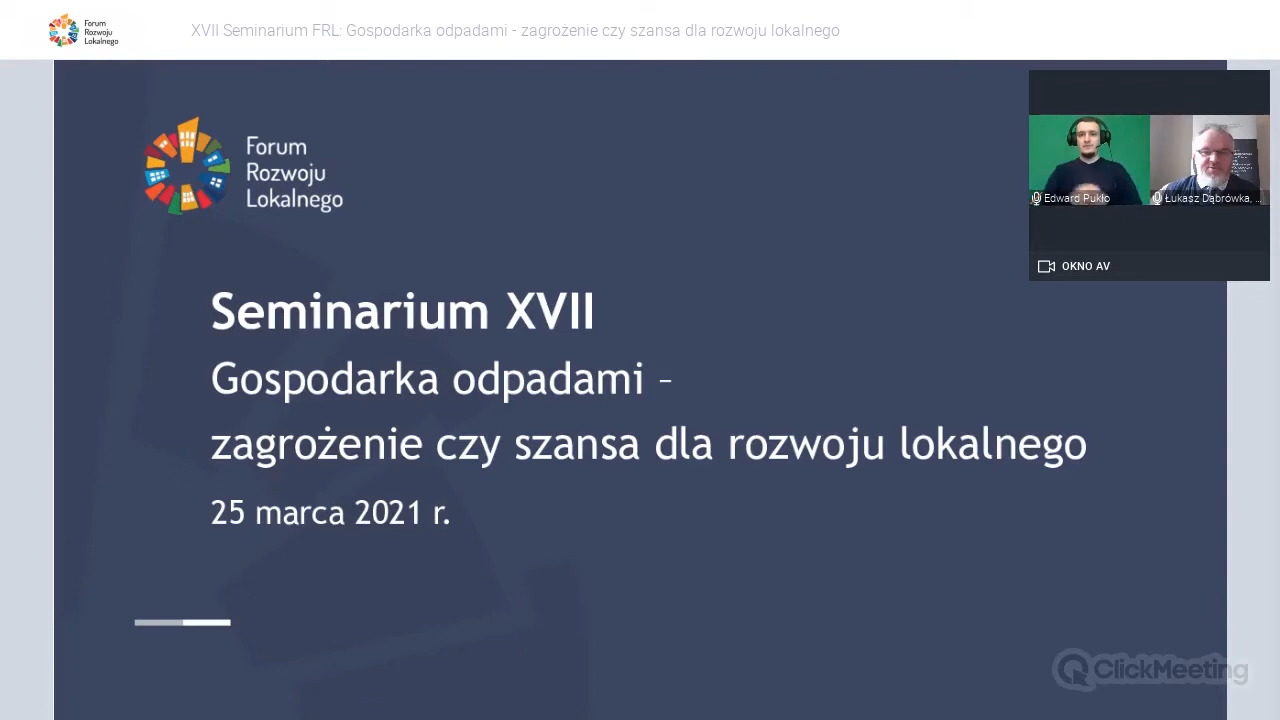 Forum
Rozwoju
Lokalnego
XVII Seminarium FRL: Gospodarka odpadami - zagrożenie czy szansa dla rozwoju lokalnego
Forum
Rozwoju
Lokalnego
Edward Pukło
Łukasz Dąbrówka, ...
OKNO AV
Seminarium XVII
Gospodarka odpadami –
zagrożenie czy szansa dla rozwoju lokalnego
25 marca 2021 r.
ClickMeeting